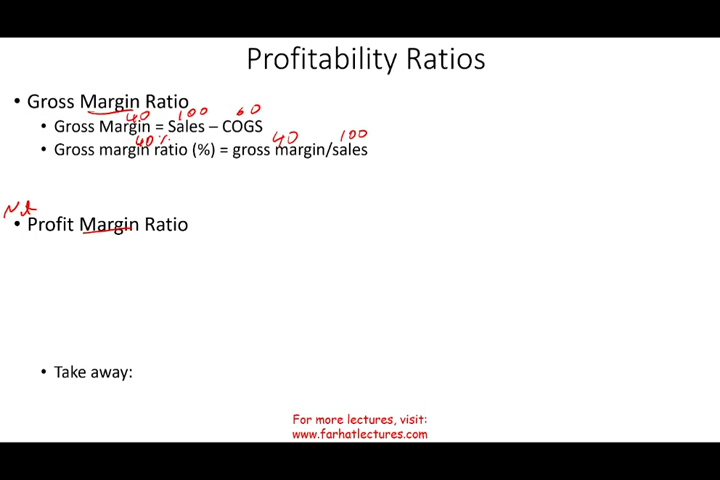 Profitability Ratios
• Gross Margin Ratio
40 100 60
• Gross Margin = Sales – COGS
40% 40 100
• Gross margin ratio (%) = gross margin/sales
Net
• Profit Margin Ratio
• Take away:
For more lectures, visit:
www.farhatlectures.com